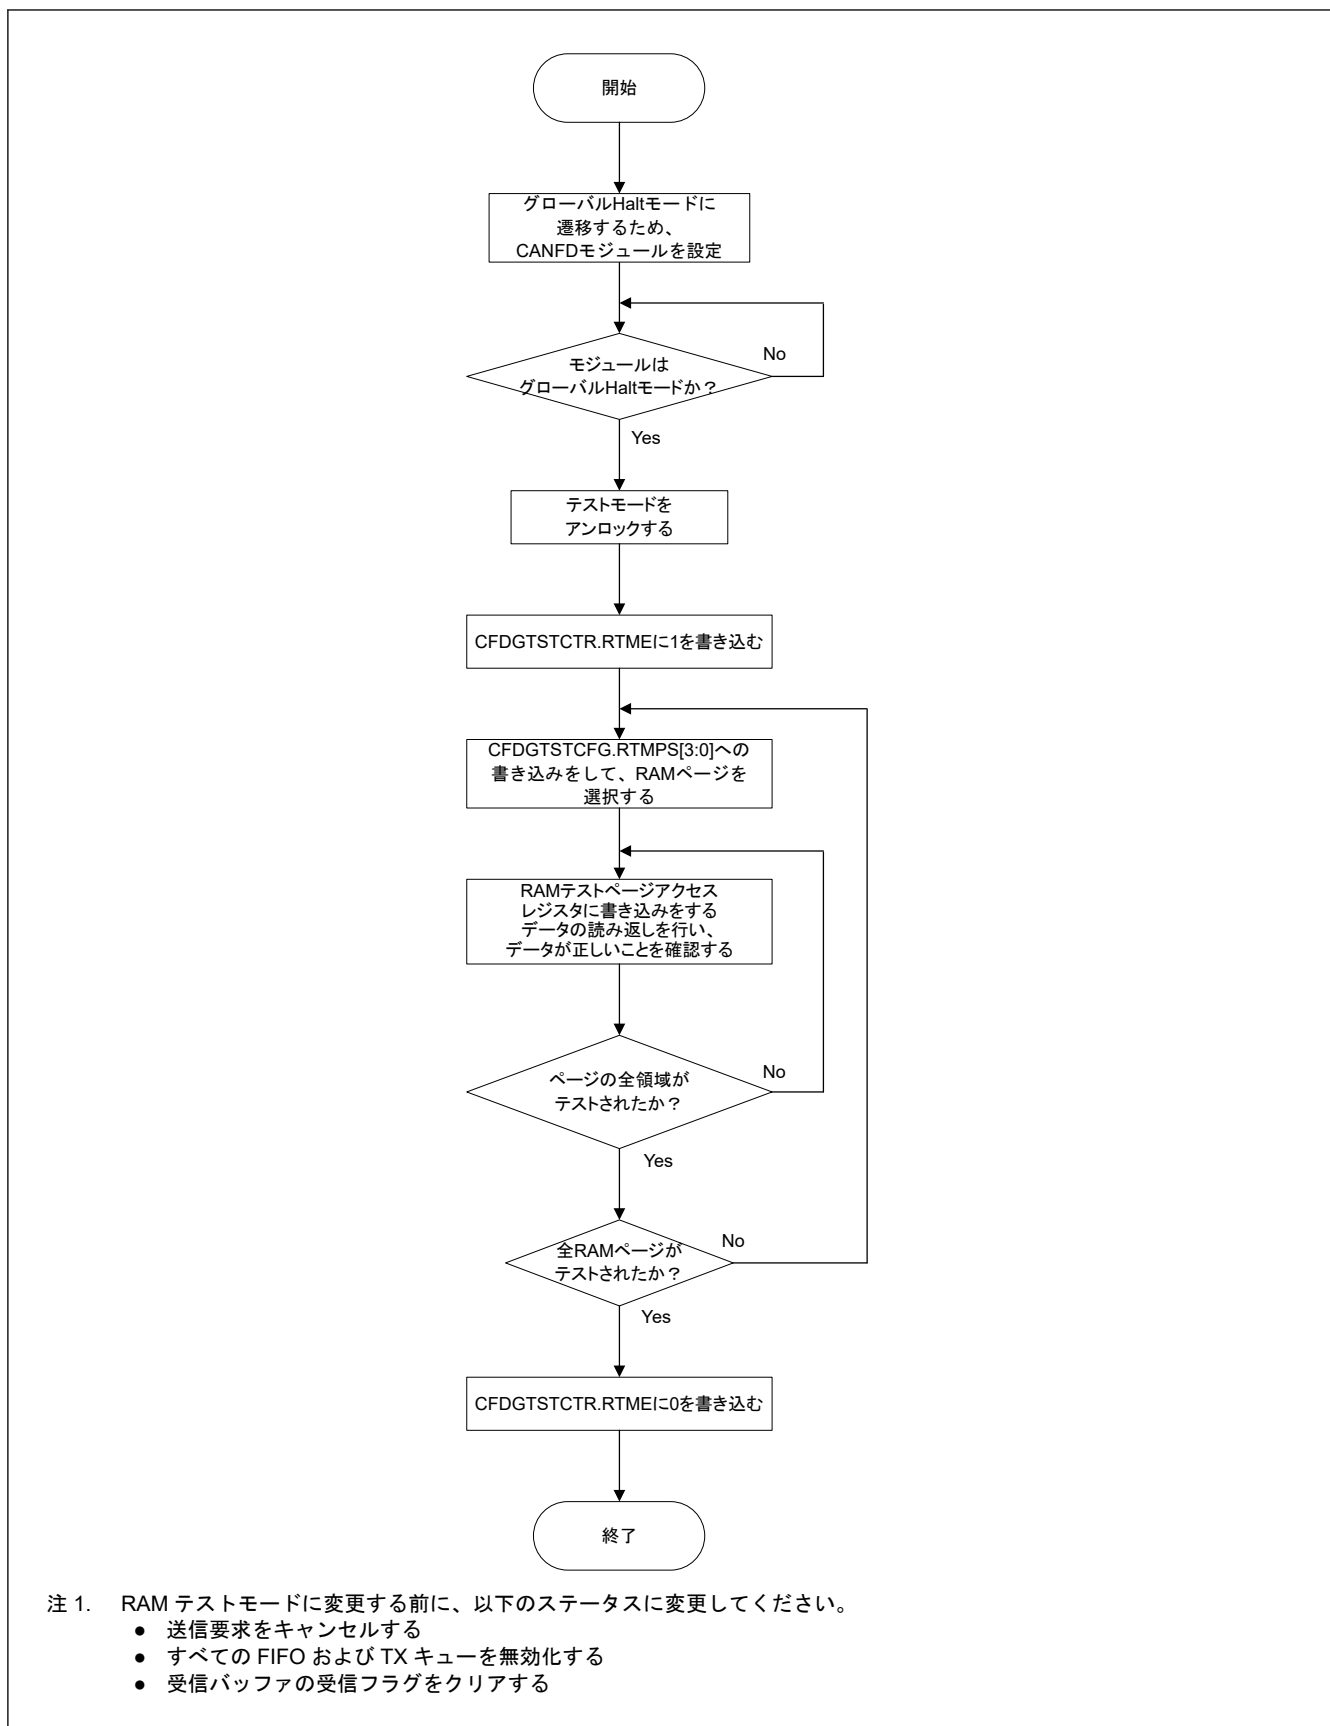 開始
グローバルHaltモードに
遷移するため、
CANFDモジュールを設定
モジュールは
グローバルHaltモードか？
No
Yes
テストモードを
アンロックする
CFDGTSTCTR.RTMEに1を書き込む
CFDGTSTCFG.RTMPS[3:0]への
書き込みをして、RAMページを
選択する
RAMテストページアクセス
レジスタに書き込みをする
データの読み返しを行い、
データが正しいことを確認する
ページの全領域が
テストされたか？
No
Yes
全RAMページが
テストされたか？
No
Yes
CFDGTSTCTR.RTMEに0を書き込む
終了
注 1. RAM テストモードに変更する前に、以下のステータスに変更してください。
● 送信要求をキャンセルする
● すべての FIFO および TX キューを無効化する
● 受信バッファの受信フラグをクリアする